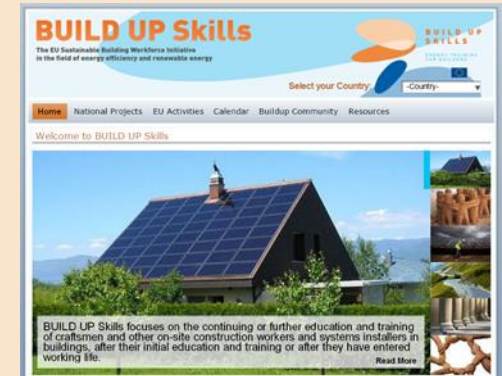 BUILD UP Skills
The EU Sustainable Building Workforce Initiative
in the field of energy efficiency and renewable energy
BUILD UP
SKILLS
ENERGY TRAINING
FOR BUILDERS
Select your Country:
-Country-
Home National Projects EU Activities Calendar Buildup Community Resources
Welcome to BUILD UP Skills
BUILD UP Skills focuses on the continuing or further education and training
of craftsmen and other on-site construction workers and systems installers in
buildings, after their initial education and training or after they have entered
working life.
Read More